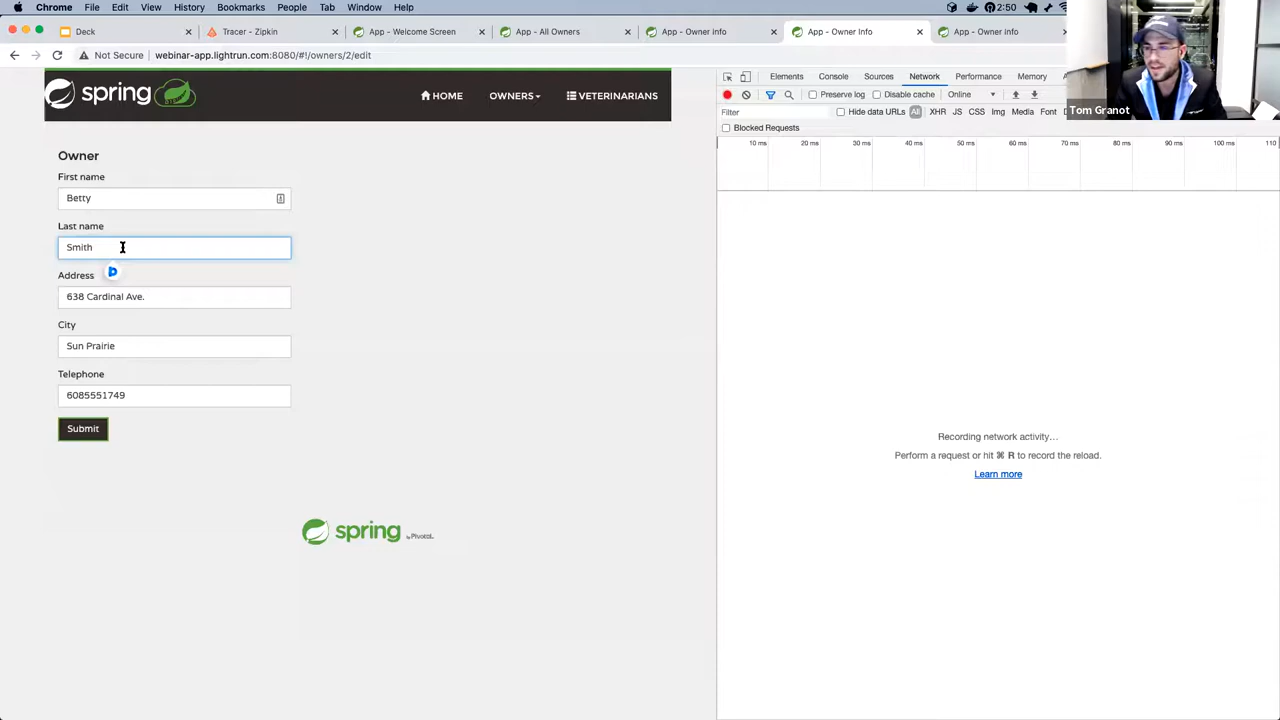 Chrome File Edit View History Bookmarks People Tab Window Help 2:50
Deck Tracer - Zipkin App - Welcome Screen App - All Owners App - Owner Info App - Owner Info App - Owner Info
Not Secure webinar-app.lightrun.com:8080/#!/owners/2/edit
Elements Console Sources Network Performance Memory
spring HOME OWNERS VETERINARIANS
Preserve log Disable cache Online
Tom Granot
Filter Hide data URLs All XHR JS CSS Img Media Font
Blocked Requests
10 ms 20 ms 30 ms 40 ms 50 ms 60 ms 70 ms 80 ms 90 ms 100 ms 110
Owner
First name
Betty
Last name
Smith
Address
638 Cardinal Ave.
City
Sun Prairie
Telephone
6085551749
Submit
Recording network activity…
Perform a request or hit ⌘ R to record the reload.
Learn more
spring by Pivotal